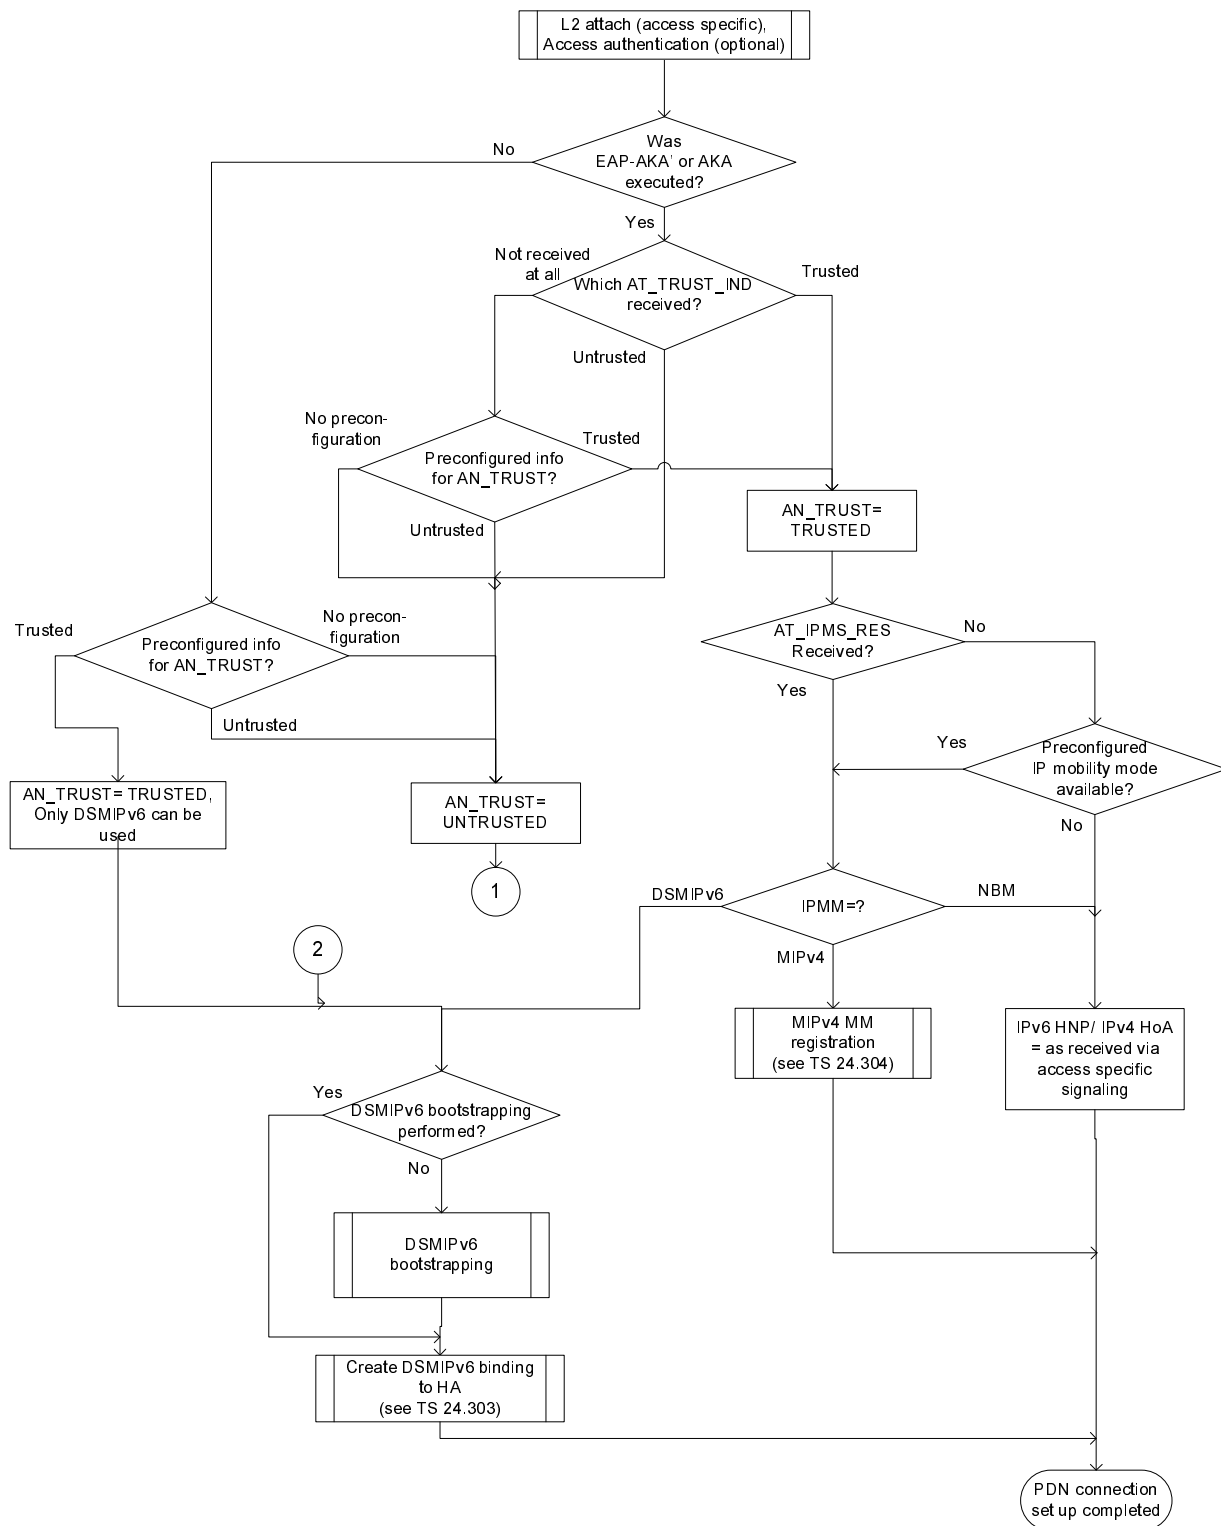 L2 attach (access specific),
Access authentication (optional)
Was
EAP-AKA' or AKA
executed?
No
Yes
Not received
at all
Which AT_TRUST_IND
received?
Trusted
Untrusted
No precon-
figuration
Preconfigured info
for AN_TRUST?
Trusted
Untrusted
AN_TRUST=
TRUSTED
Trusted
Preconfigured info
for AN_TRUST?
No precon-
figuration
Untrusted
AT_IPMS_RES
Received?
No
Yes
Preconfigured
IP mobility mode
available?
Yes
No
AN_TRUST= TRUSTED,
Only DSMIPv6 can be
used
AN_TRUST=
UNTRUSTED
1
DSMIPv6
IPMM=?
NBM
MIPv4
2
MIPv4 MM
registration
(see TS 24.304)
IPv6 HNP/ IPv4 HoA
= as received via
access specific
signaling
Yes
DSMIPv6 bootstrapping
performed?
No
DSMIPv6
bootstrapping
Create DSMIPv6 binding
to HA
(see TS 24.303)
PDN connection
set up completed